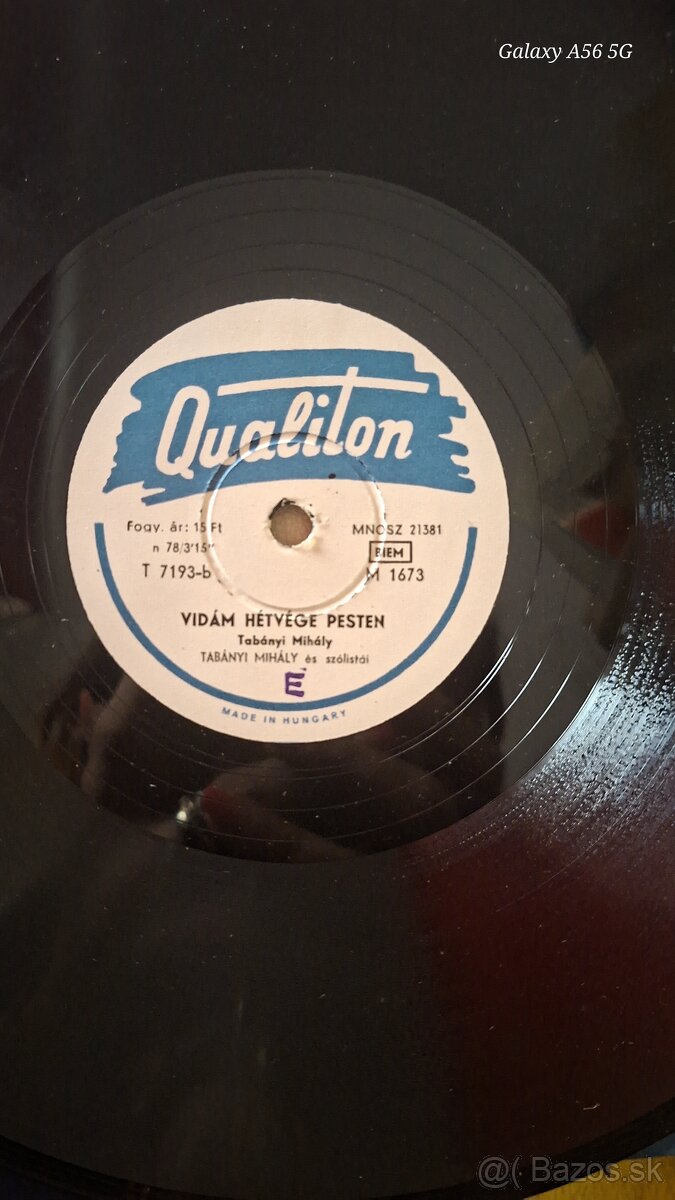 Galaxy A56 5G
Qualiton
Fogy. ár: 15 Ft
MNOSZ 21381
n 78/3'15"
BIEM
T 7193-b
M 1673
VIDÁM HÉTVÉGE PESTEN
Tabányi Mihály
TABÁNYI MIHÁLY és szólistái
É
MADE IN HUNGARY
@( Bazos.sk